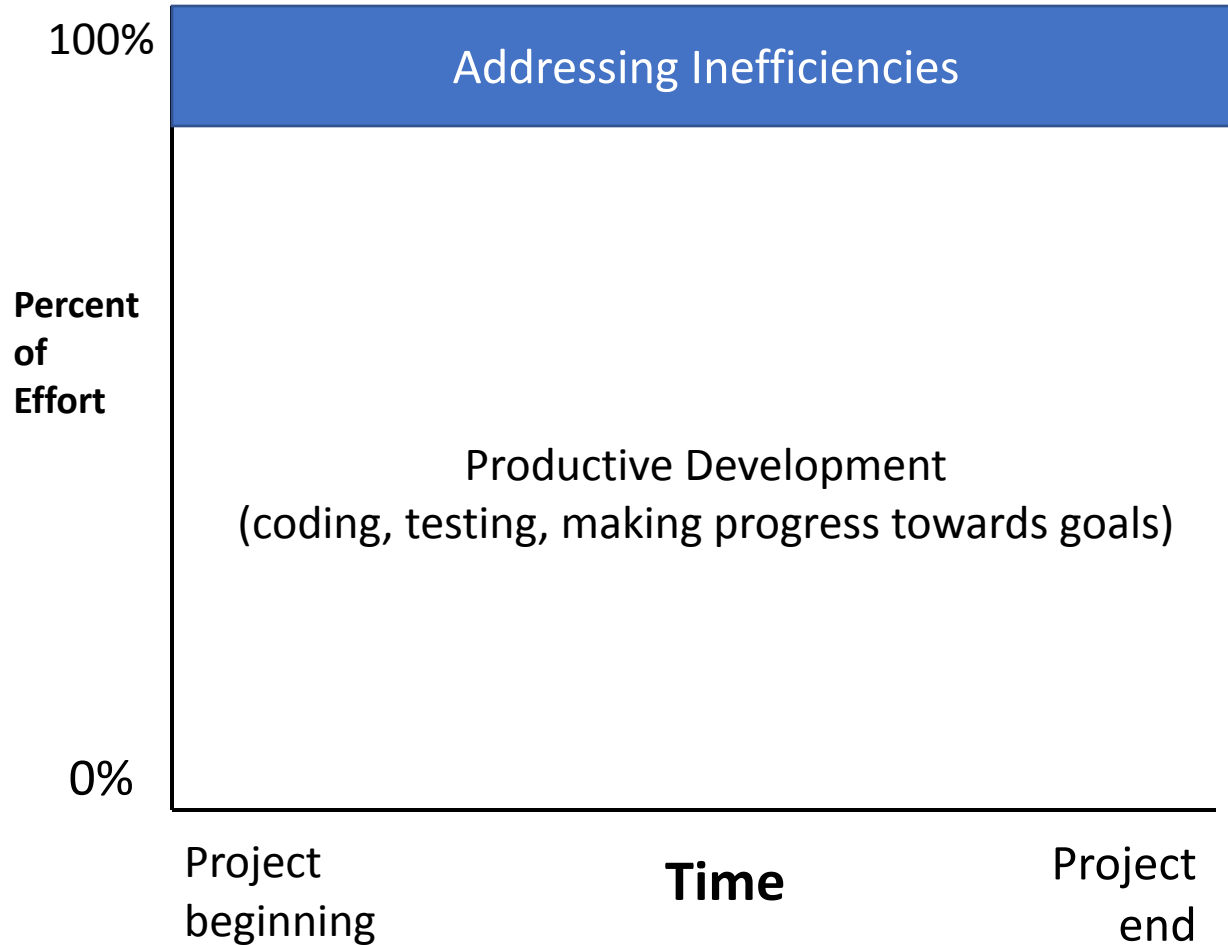 100%
Addressing Inefficiencies
Percent
of
Effort
Productive Development
(coding, testing, making progress towards goals)
0%
Project
beginning
Time
Project
end